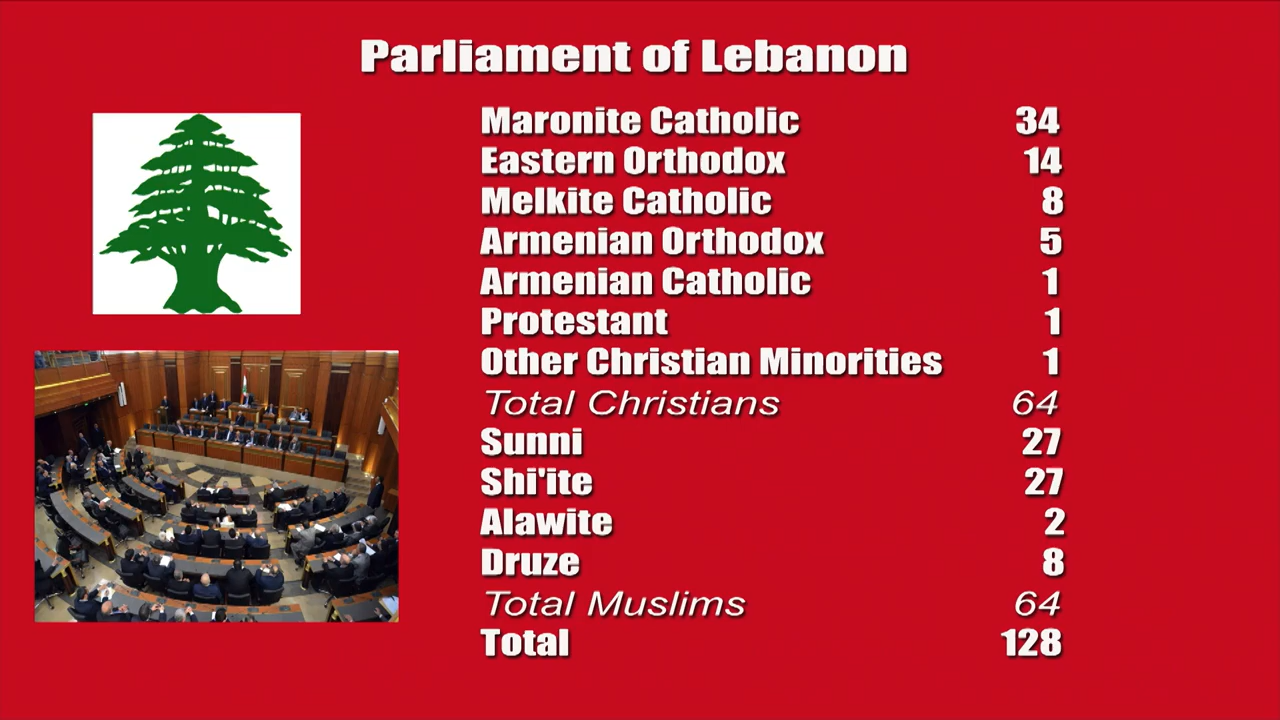 Parliament of Lebanon
Maronite Catholic 34
Eastern Orthodox 14
Melkite Catholic 8
Armenian Orthodox 5
Armenian Catholic 1
Protestant 1
Other Christian Minorities 1
Total Christians 64
Sunni 27
Shi'ite 27
Alawite 2
Druze 8
Total Muslims 64
Total 128